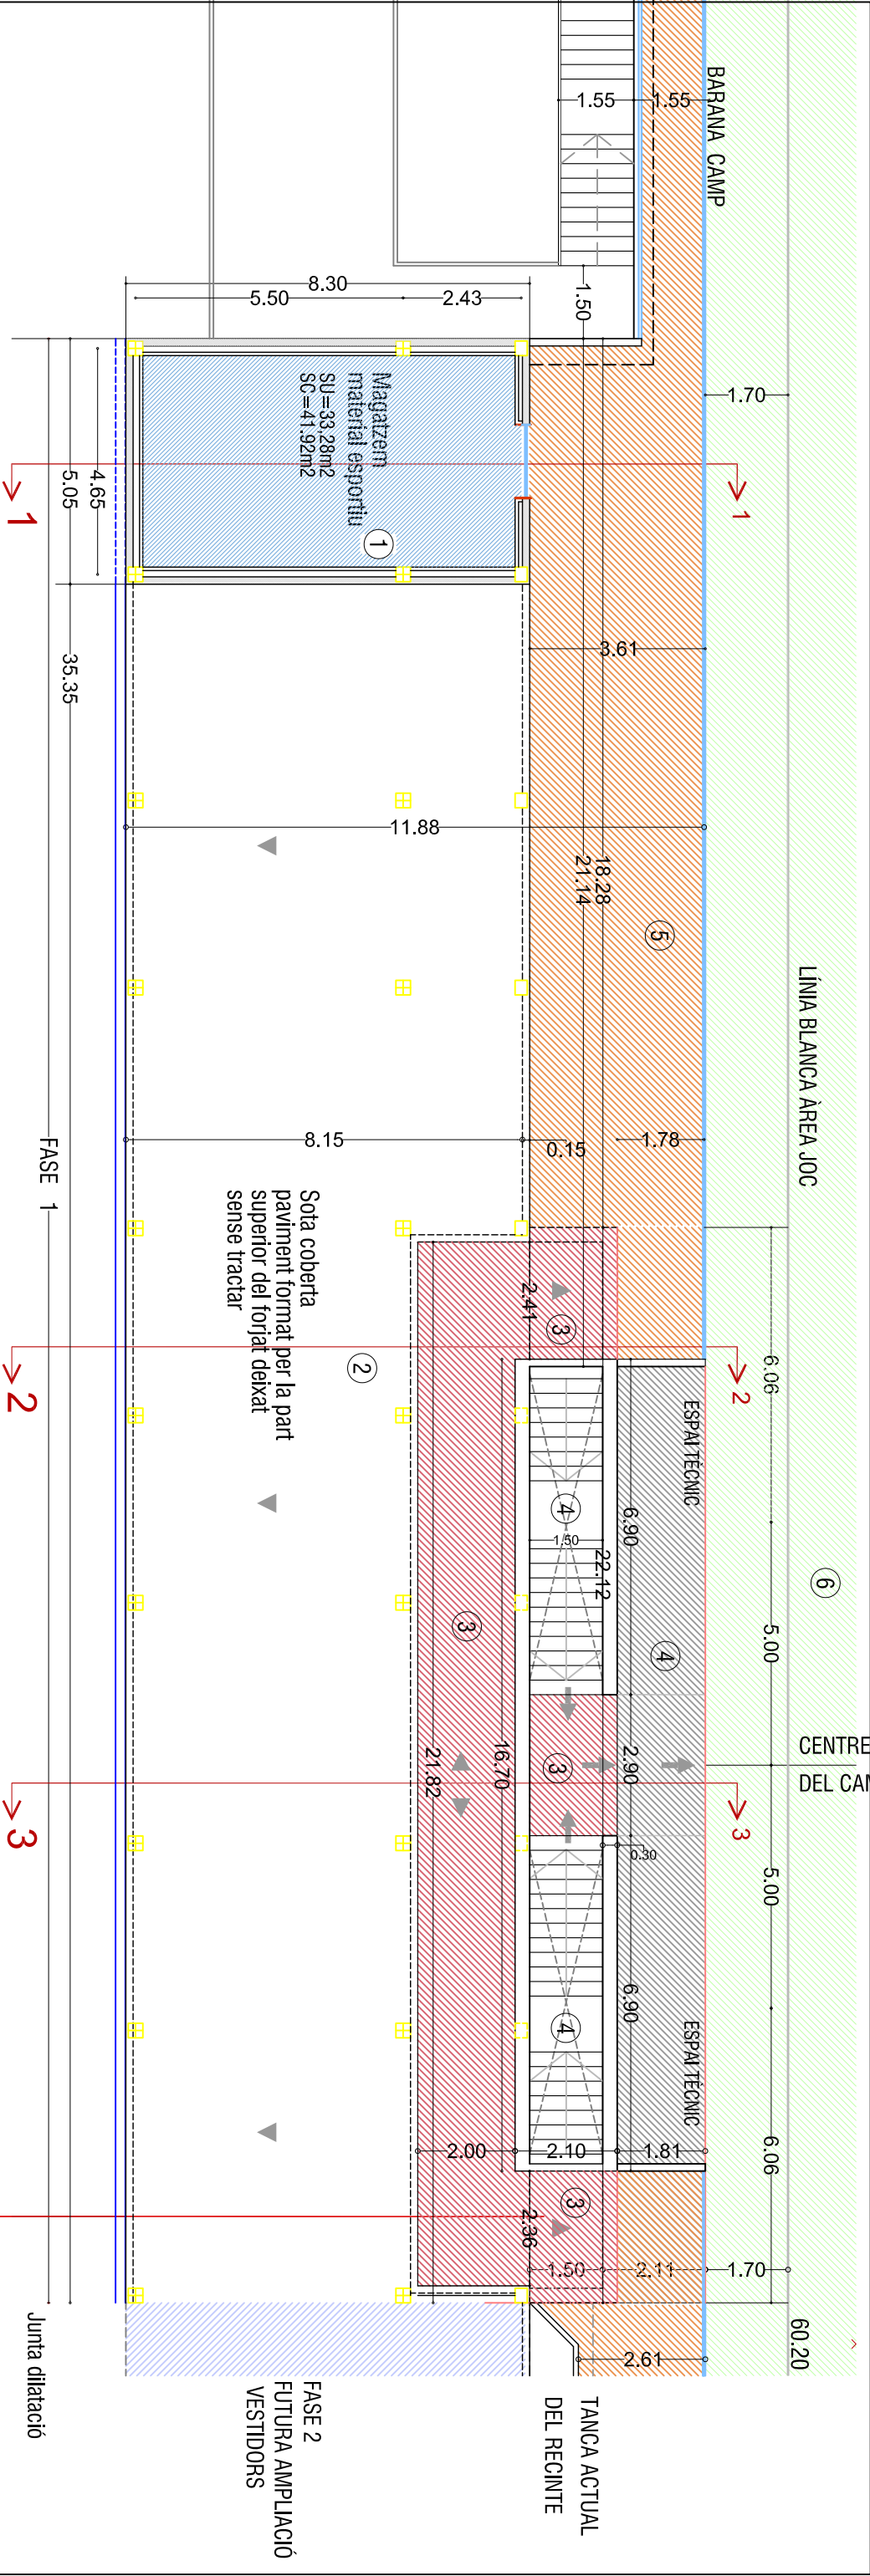 BARANA CAMP
1.55
1.55
8.30
5.50
2.43
1.50
1.70
Magatzem
material esportiu
SU=33,28m2
SC=41.92m2
1
1
1
4.65
5.05
35.35
3.61
11.88
18.28
21.14
5
LÍNIA BLANCA ÀREA JOC
8.15
0.15
1.78
FASE 1
Sota coberta
paviment format per la part
superior del forjat deixat
sense tractar
2
2.41
3
6.06
2
2
ESPAI TÈCNIC
4
1.50
6.90
22.12
6
3
4
5.00
CENTRE
DEL CAM
16.70
21.82
3
2.90
3
3
0.30
5.00
6.90
4
ESPAI TÈCNIC
6.06
2.00
2.10
1.81
3
2.36
1.50
2.11
1.70
60.20
2.61
Junta dilatació
FASE 2
FUTURA AMPLIACIÓ
VESTIDORS
TANCA ACTUAL
DEL RECINTE